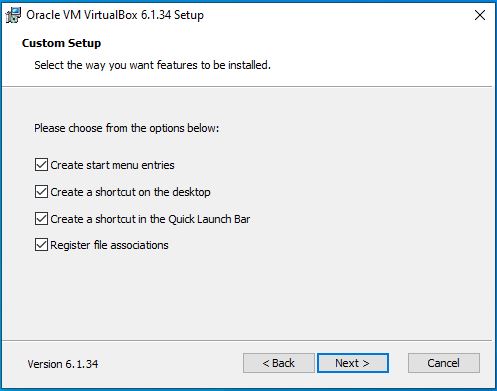 Oracle VM VirtualBox 6.1.34 Setup
Custom Setup
Select the way you want features to be installed.
Please choose from the options below:
Create start menu entries
Create a shortcut on the desktop
Create a shortcut in the Quick Launch Bar
Register file associations
Version 6.1.34
< Back
Next >
Cancel